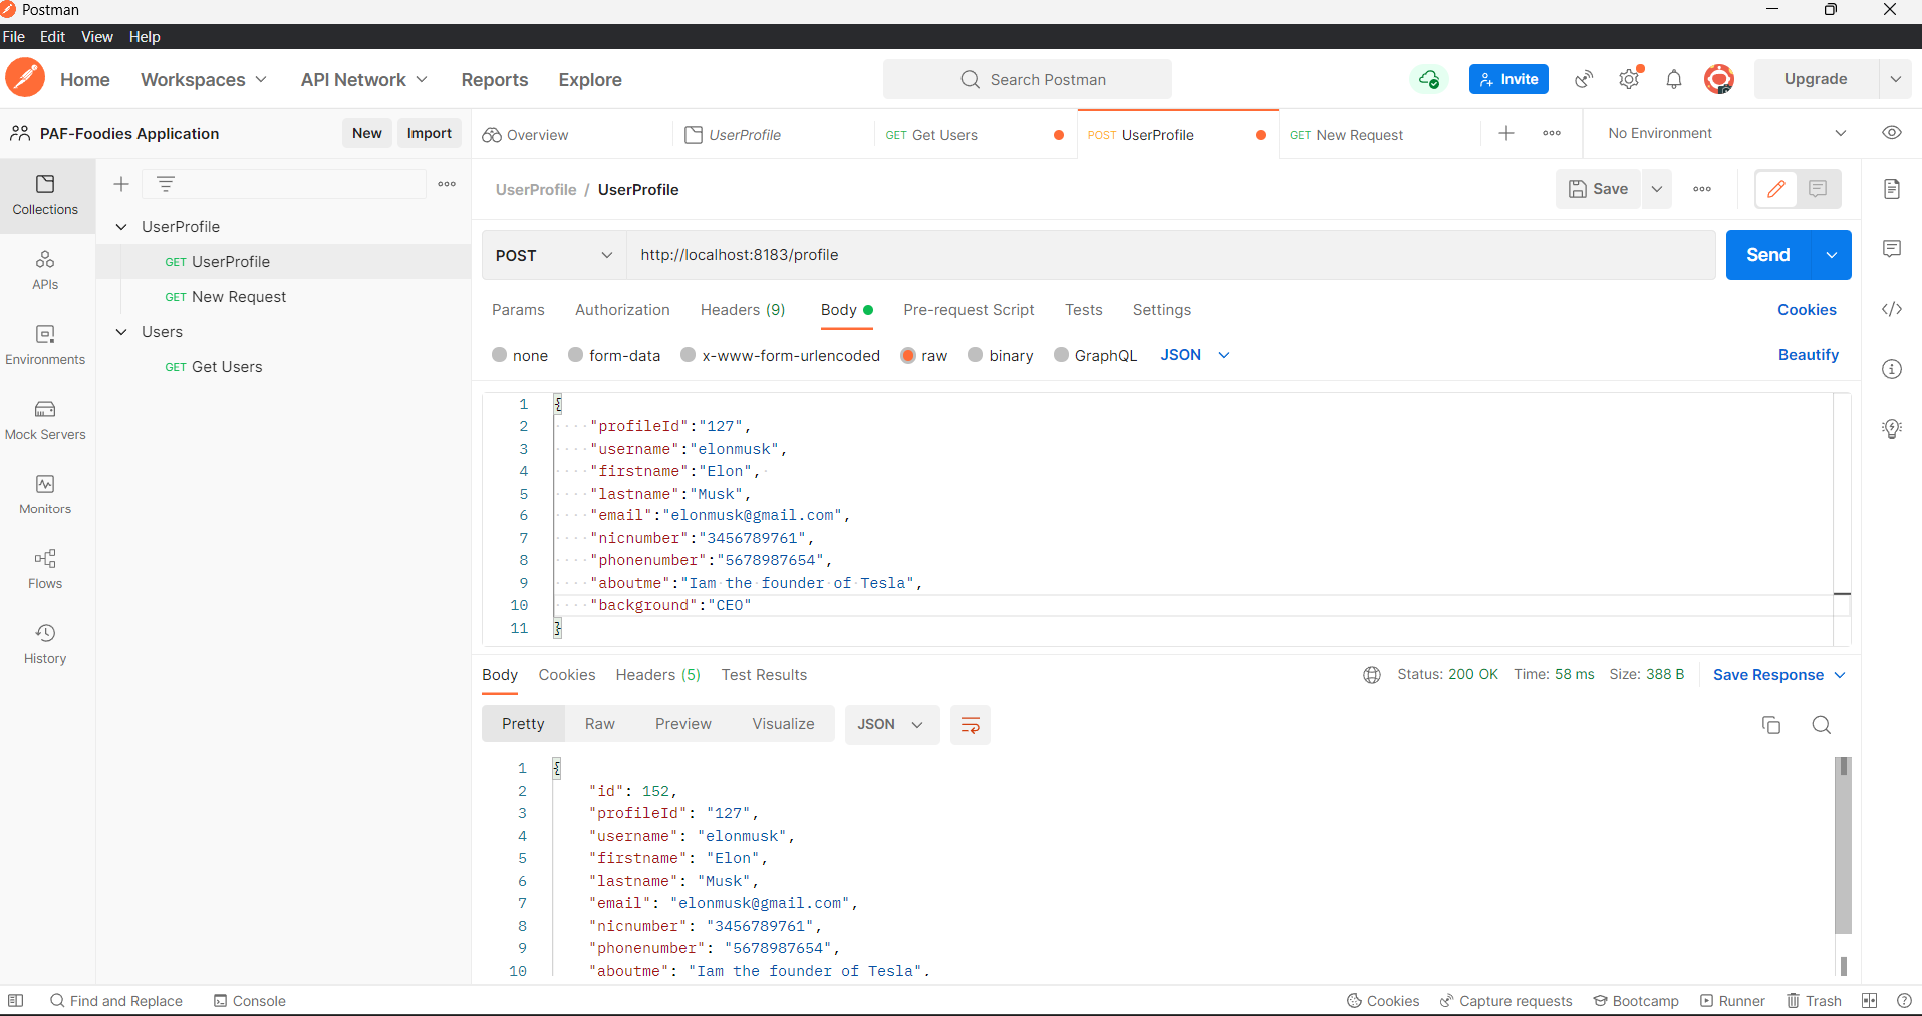 Postman
File Edit View Help
Home Workspaces API Network Reports Explore Search Postman Invite Upgrade
PAF-Foodies Application New Import Overview UserProfile GET Get Users POST UserProfile GET New Request No Environment
Collections
APIs
Environments
Mock Servers
Monitors
Flows
History
UserProfile
GET UserProfile
GET New Request
Users
GET Get Users
UserProfile / UserProfile Save
POST http://localhost:8183/profile Send
Params Authorization Headers (9) Body Pre-request Script Tests Settings Cookies
none form-data x-www-form-urlencoded raw binary GraphQL JSON Beautify
1 {
2 "profileId":"127",
3 "username":"elonmusk",
4 "firstname":"Elon",
5 "lastname":"Musk",
6 "email":"elonmusk@gmail.com",
7 "nicnumber":"3456789761",
8 "phonenumber":"5678987654",
9 "aboutme":"Iam the founder of Tesla",
10 "background":"CEO"
11 }
Body Cookies Headers (5) Test Results Status: 200 OK Time: 58 ms Size: 388 B Save Response
Pretty Raw Preview Visualize JSON
1 {
2 "id": 152,
3 "profileId": "127",
4 "username": "elonmusk",
5 "firstname": "Elon",
6 "lastname": "Musk",
7 "email": "elonmusk@gmail.com",
8 "nicnumber": "3456789761",
9 "phonenumber": "5678987654",
10 "aboutme": "Iam the founder of Tesla",
Find and Replace Console Cookies Capture requests Bootcamp Runner Trash